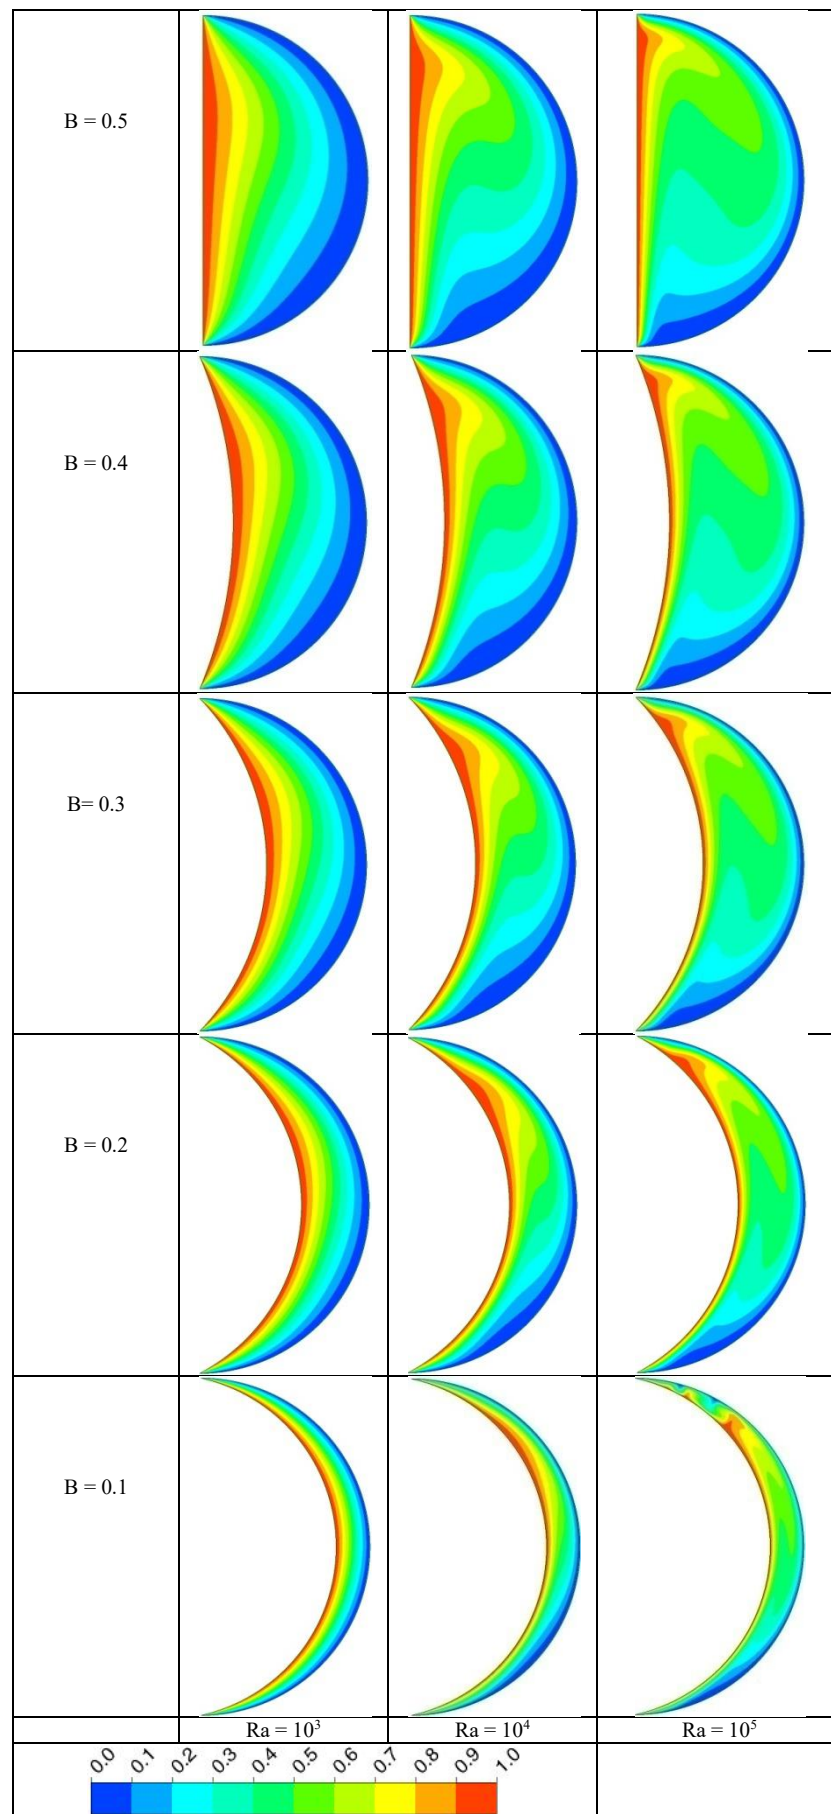 B = 0.5
B = 0.4
B= 0.3
B = 0.2
B = 0.1
Ra = 10³ Ra = 10⁴ Ra = 10⁵
0.0 0.1 0.2 0.3 0.4 0.5 0.6 0.7 0.8 0.9 1.0